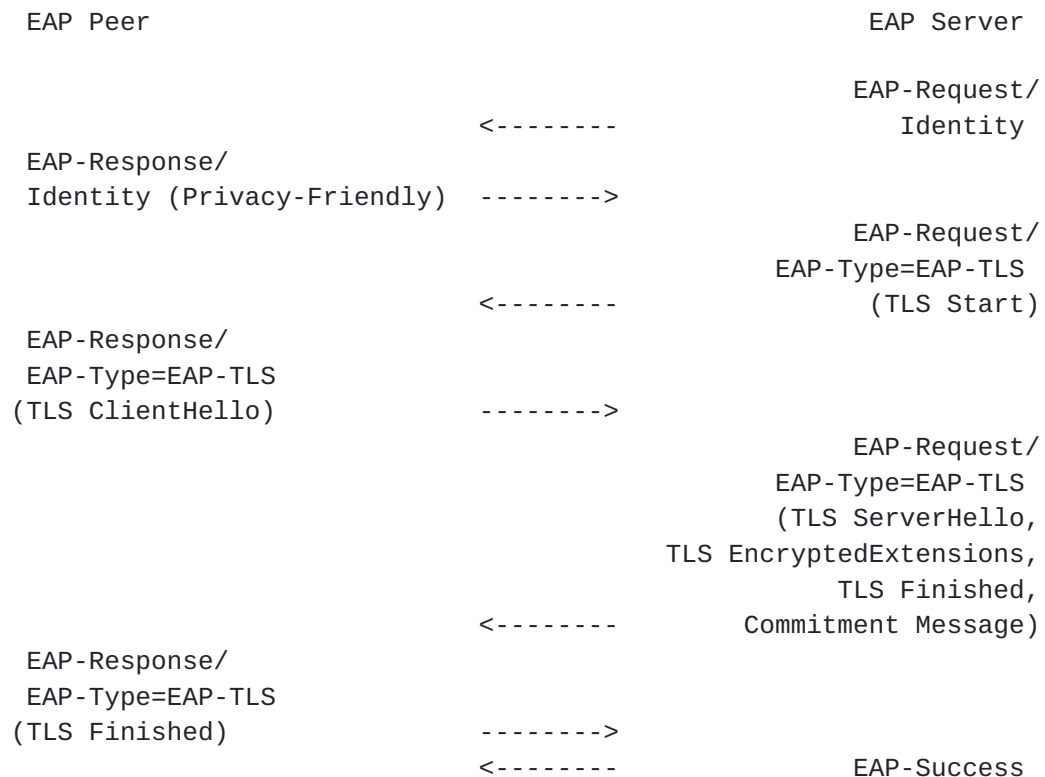 EAP Peer                                              EAP Server

                                                     EAP-Request/
                              <--------                  Identity
 EAP-Response/
 Identity (Privacy-Friendly)  -------->
                                                     EAP-Request/
                                                EAP-Type=EAP-TLS
                              <--------                (TLS Start)
 EAP-Response/
 EAP-Type=EAP-TLS
(TLS ClientHello)             -------->
                                                     EAP-Request/
                                                EAP-Type=EAP-TLS
                                                (TLS ServerHello,
                                         TLS EncryptedExtensions,
                                                    TLS Finished,
                              <--------        Commitment Message)
 EAP-Response/
 EAP-Type=EAP-TLS
(TLS Finished)                -------->
                              <--------               EAP-Success